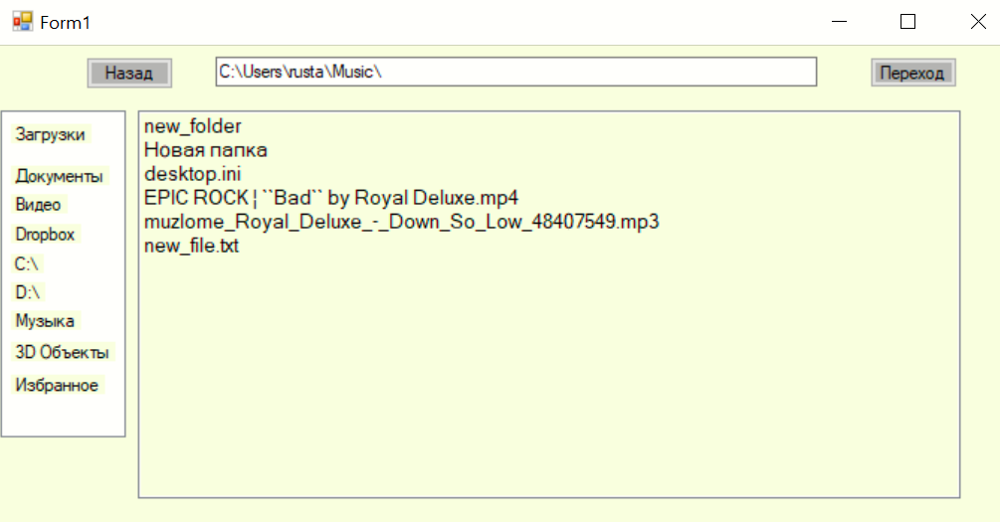 Form1
Назад
C:\Users\rusta\Music\
Переход
Загрузки
Документы
Видео
Dropbox
C:\
D:\
Музыка
3D Объекты
Избранное
new_folder
Новая папка
desktop.ini
EPIC ROCK ¦ ``Bad`` by Royal Deluxe.mp4
muzlome_Royal_Deluxe_-_Down_So_Low_48407549.mp3
new_file.txt